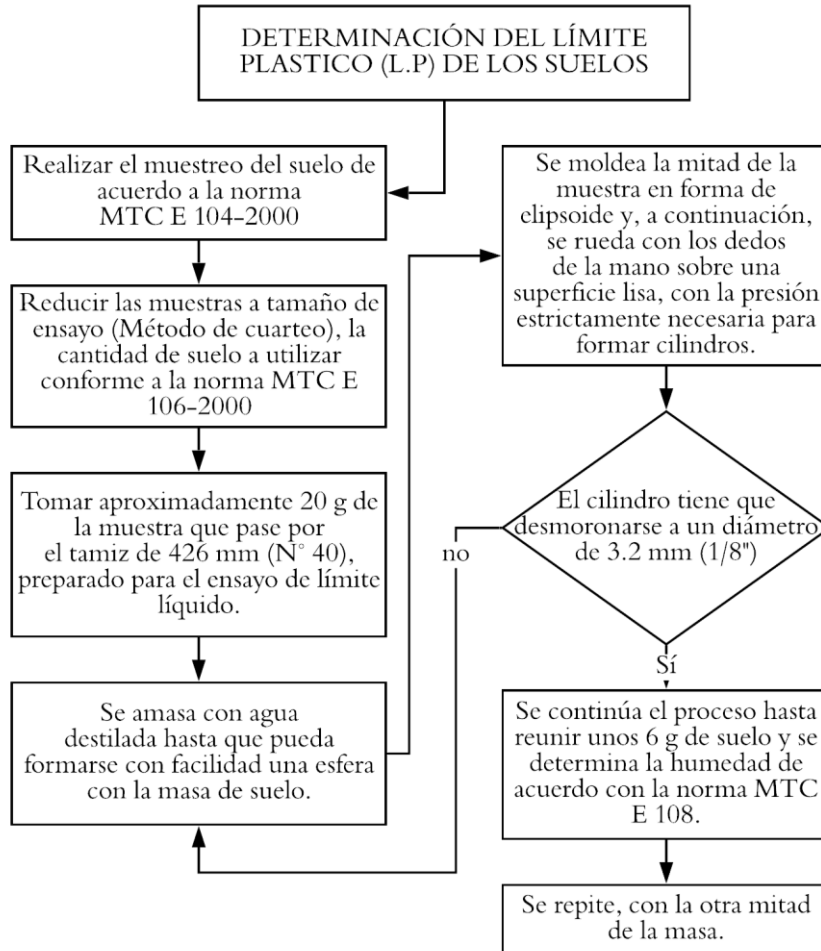 DETERMINACIÓN DEL LÍMITE
PLASTICO (L.P) DE LOS SUELOS
Realizar el muestreo del suelo de
acuerdo a la norma
MTC E 104-2000
Reducir las muestras a tamaño de
ensayo (Método de cuarteo), la
cantidad de suelo a utilizar
conforme a la norma MTC E
106-2000
Tomar aproximadamente 20 g de
la muestra que pase por
el tamiz de 426 mm (N° 40),
preparado para el ensayo de límite
líquido.
Se amasa con agua
destilada hasta que pueda
formarse con facilidad una esfera
con la masa de suelo.
Se moldea la mitad de la
muestra en forma de
elipsoide y, a continuación,
se rueda con los dedos
de la mano sobre una
superficie lisa, con la presión
estrictamente necesaria para
formar cilindros.
El cilindro tiene que
desmoronarse a un diámetro
de 3.2 mm (1/8")
no
Sí
Se continúa el proceso hasta
reunir unos 6 g de suelo y se
determina la humedad de
acuerdo con la norma MTC
E 108.
Se repite, con la otra mitad
de la masa.